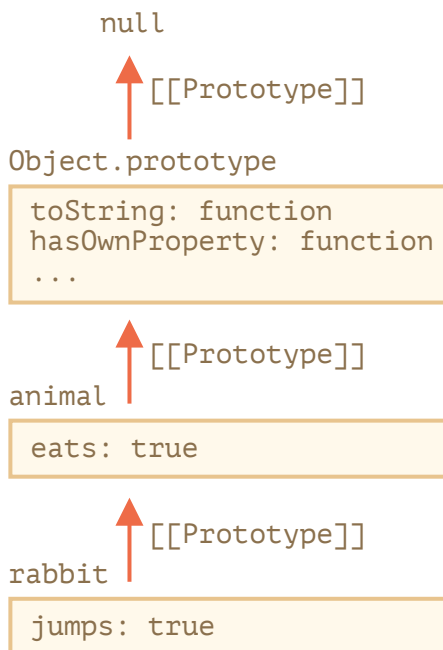 null
[[Prototype]]
Object.prototype
toString: function
hasOwnProperty: function
...
[[Prototype]]
animal
eats: true
[[Prototype]]
rabbit
jumps: true